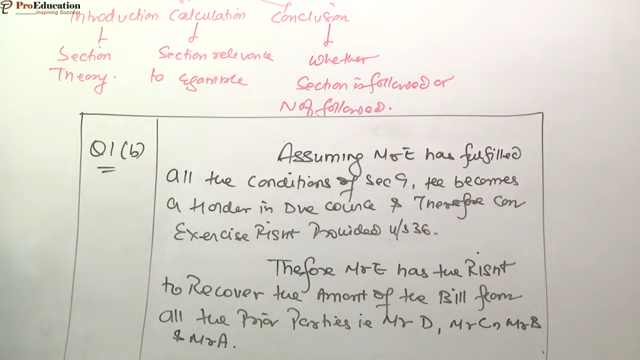 ProEducation
Inspiring Success
Introduction Calculation Conclusion
Section Section relevance Whether
Theory. to Example Section is followed or
Not followed.
Q1(b) Assuming Mr E has fulfilled
All the Conditions of Sec 9, he becomes
a Holder in Due cource & Therefore can
Exercise Right Provided u/s 36.
Therefore Mr E has the Right
to Recover the Amount of the Bill from
all the Prior Parties ie Mr D, Mr C, Mr B
& Mr A.